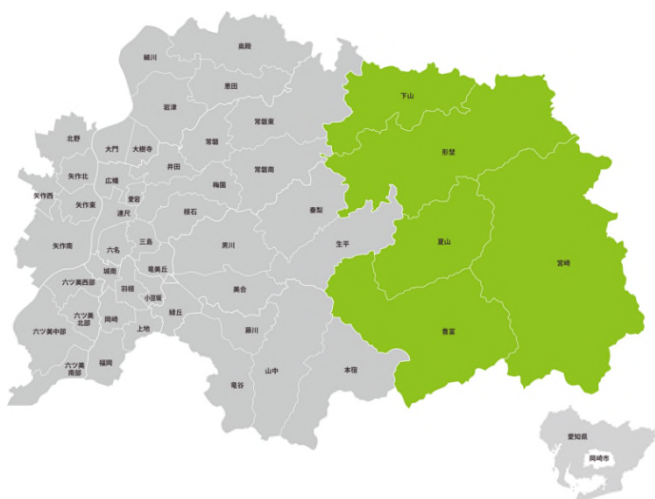 奥殿
細川
恵田
岩津
下山
常磐東
北野
大門
大樹寺
常磐
形埜
井田
常磐南
矢作北
広幡
梅園
矢作西
愛宕
矢作東
連尺
根石
秦梨
生平
矢作南
六名
三島
男川
夏山
宮崎
城南
竜美丘
六ツ美西部
羽根
小豆坂
美合
六ツ美
北部
岡崎
緑丘
六ツ美中部
上地
藤川
豊富
六ツ美
南部
福岡
山中
本宿
竜谷
愛知県
岡崎市